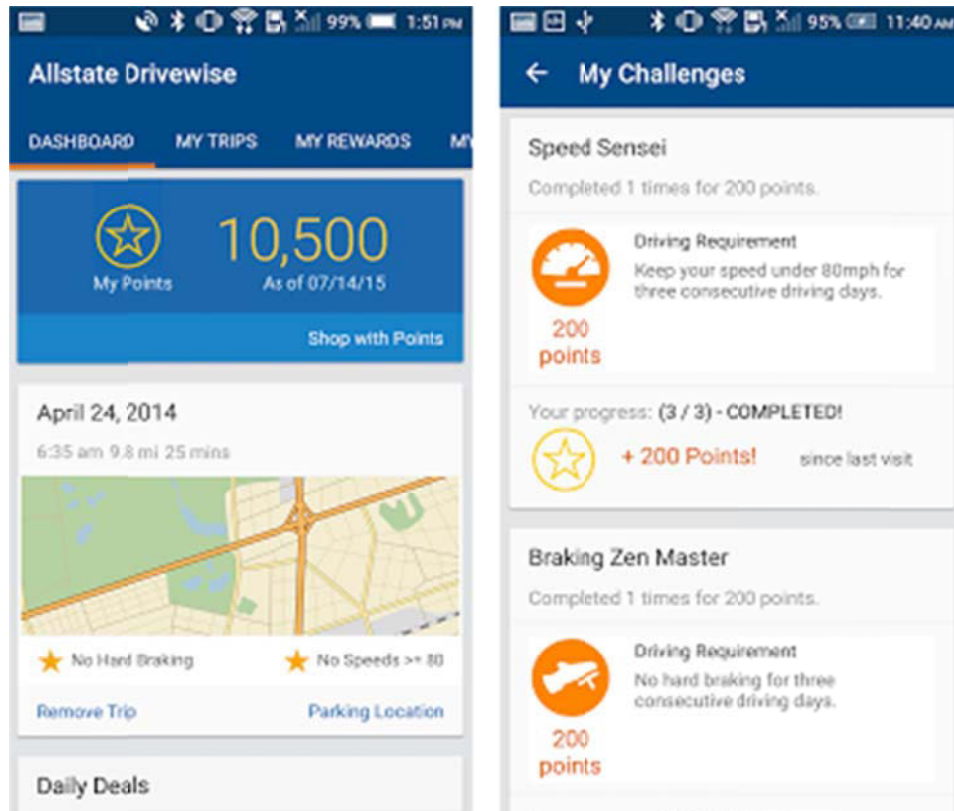 99% 1:51 PM
Allstate Drivewise
DASHBOARD MY TRIPS MY REWARDS MY
My Points
10,500
As of 07/14/15
Shop with Points
April 24, 2014
6:35 am 9.8 mi 25 mins
No Hard Braking No Speeds >= 80
Remove Trip Parking Location
Daily Deals
95% 11:40 AM
My Challenges
Speed Sensei
Completed 1 times for 200 points.
Driving Requirement
Keep your speed under 80mph for
three consecutive driving days.
200
points
Your progress: (3 / 3) - COMPLETED!
+ 200 Points! since last visit
Braking Zen Master
Completed 1 times for 200 points.
Driving Requirement
No hard braking for three
consecutive driving days.
200
points